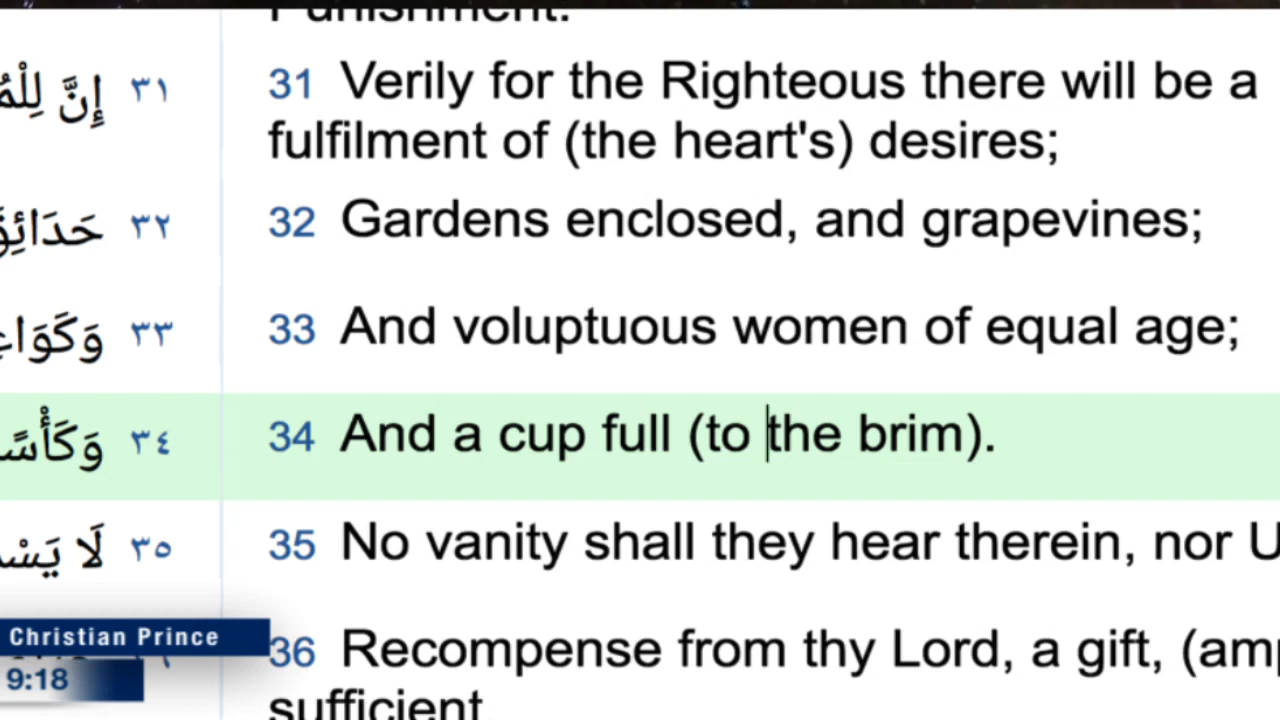 Punishment.
إِنَّ لِلْمُ ٣١
31 Verily for the Righteous there will be a
fulfilment of (the heart's) desires;
حَدَائِقَ ٣٢
32 Gardens enclosed, and grapevines;
وَكَوَاعِ ٣٣
33 And voluptuous women of equal age;
وَكَأْسًا ٣٤
34 And a cup full (to the brim).
لَا يَسْ ٣٥
35 No vanity shall they hear therein, nor U
Christian Prince
36 Recompense from thy Lord, a gift, (amp
9:18
sufficient.